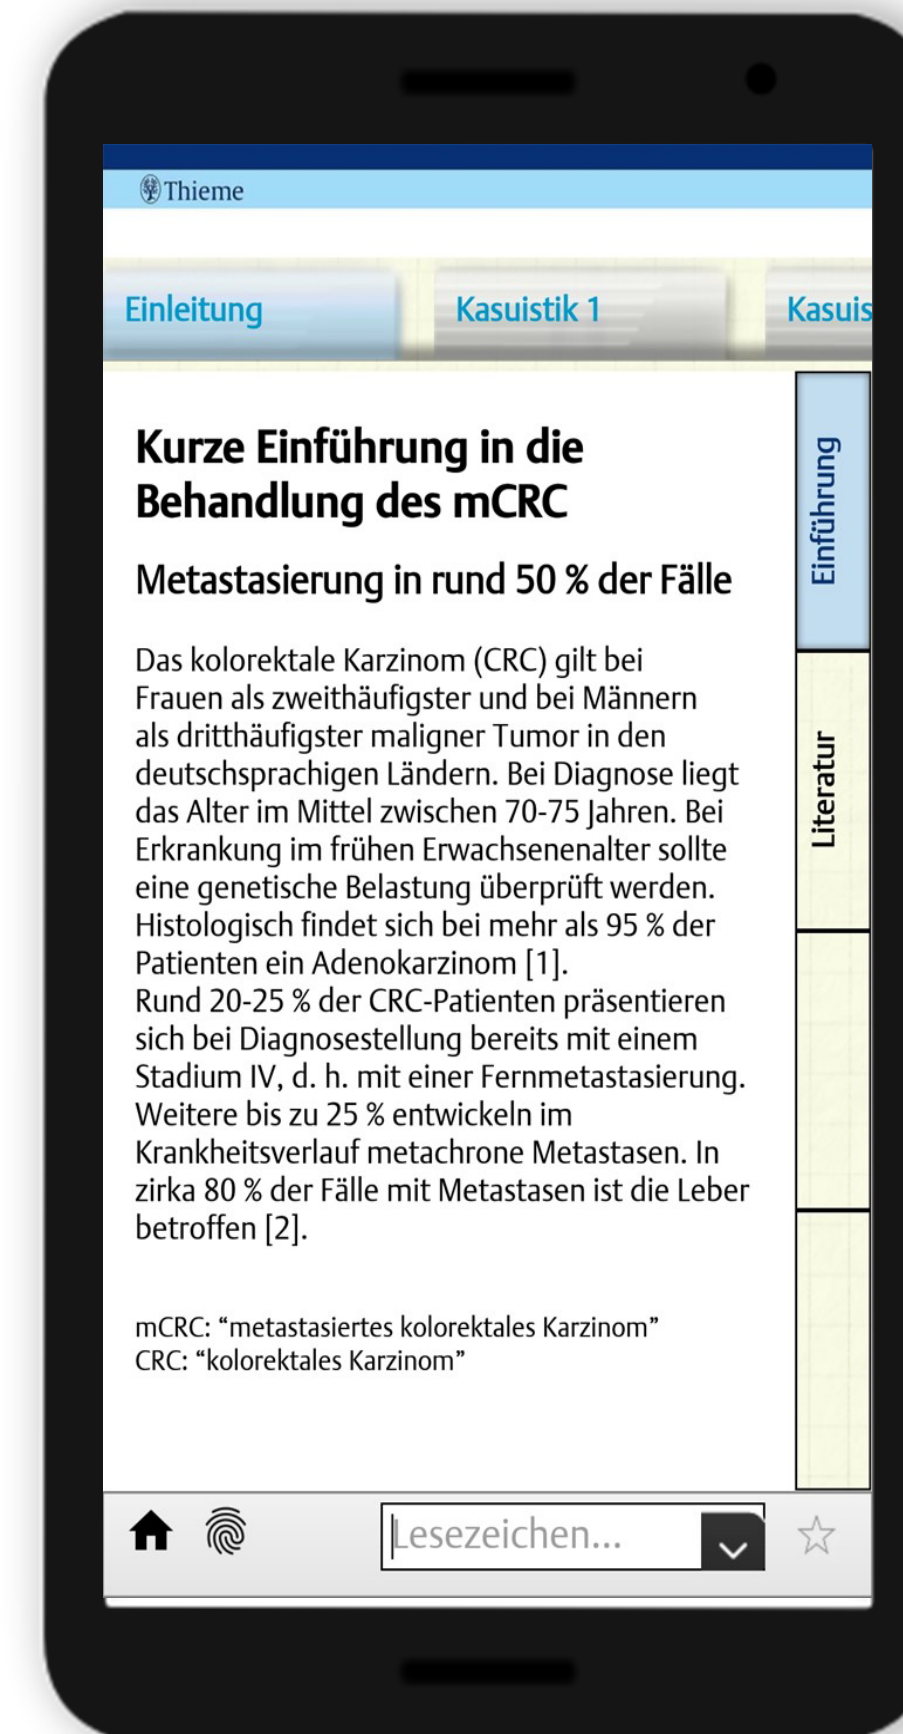 Thieme
Einleitung
Kasuistik 1
Kasuis
Kurze Einführung in die
Behandlung des mCRC
Metastasierung in rund 50 % der Fälle
Das kolorektale Karzinom (CRC) gilt bei
Frauen als zweithäufigster und bei Männern
als dritthäufigster maligner Tumor in den
deutschsprachigen Ländern. Bei Diagnose liegt
das Alter im Mittel zwischen 70-75 Jahren. Bei
Erkrankung im frühen Erwachsenenalter sollte
eine genetische Belastung überprüft werden.
Histologisch findet sich bei mehr als 95 % der
Patienten ein Adenokarzinom [1].
Rund 20-25 % der CRC-Patienten präsentieren
sich bei Diagnosestellung bereits mit einem
Stadium IV, d. h. mit einer Fernmetastasierung.
Weitere bis zu 25 % entwickeln im
Krankheitsverlauf metachrone Metastasen. In
zirka 80 % der Fälle mit Metastasen ist die Leber
betroffen [2].
mCRC: “metastasiertes kolorektales Karzinom”
CRC: “kolorektales Karzinom”
Einführung
Literatur
Lesezeichen...